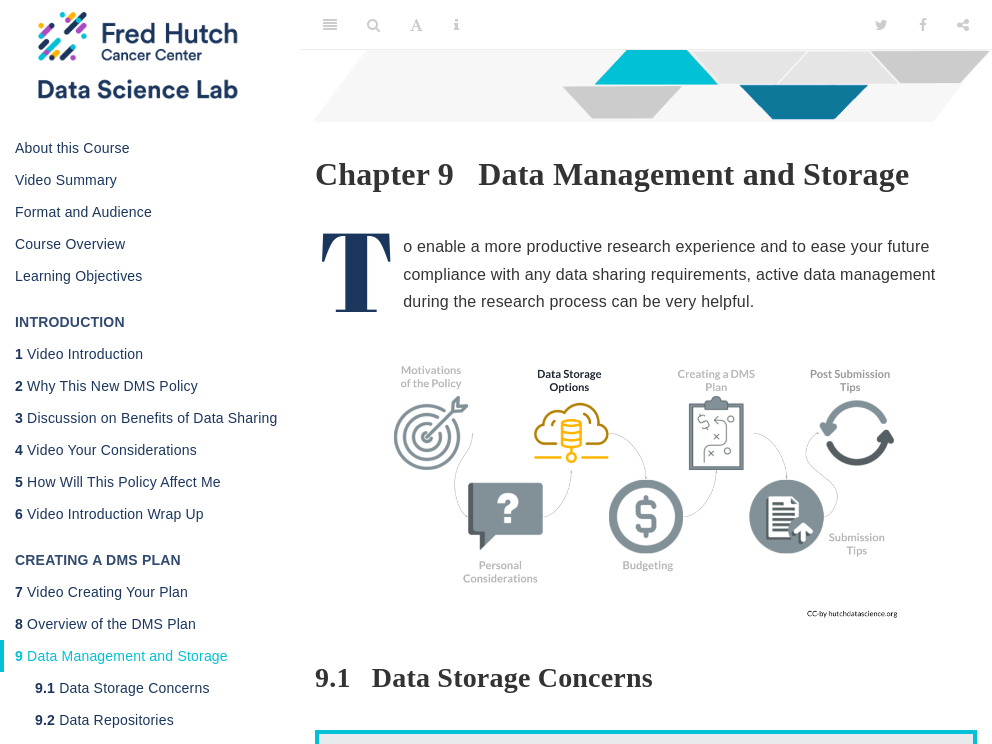 Fred Hutch
Cancer Center
Data Science Lab
About this Course
Video Summary
Format and Audience
Course Overview
Learning Objectives
INTRODUCTION
1 Video Introduction
2 Why This New DMS Policy
3 Discussion on Benefits of Data Sharing
4 Video Your Considerations
5 How Will This Policy Affect Me
6 Video Introduction Wrap Up
CREATING A DMS PLAN
7 Video Creating Your Plan
8 Overview of the DMS Plan
9 Data Management and Storage
9.1 Data Storage Concerns
9.2 Data Repositories
Chapter 9 Data Management and Storage
To enable a more productive research experience and to ease your future
compliance with any data sharing requirements, active data management
during the research process can be very helpful.
Motivations
of the Policy
Data Storage
Options
Creating a DMS
Plan
Post Submission
Tips
Personal
Considerations
Budgeting
Submission
Tips
CC-by hutchdatascience.org
9.1 Data Storage Concerns